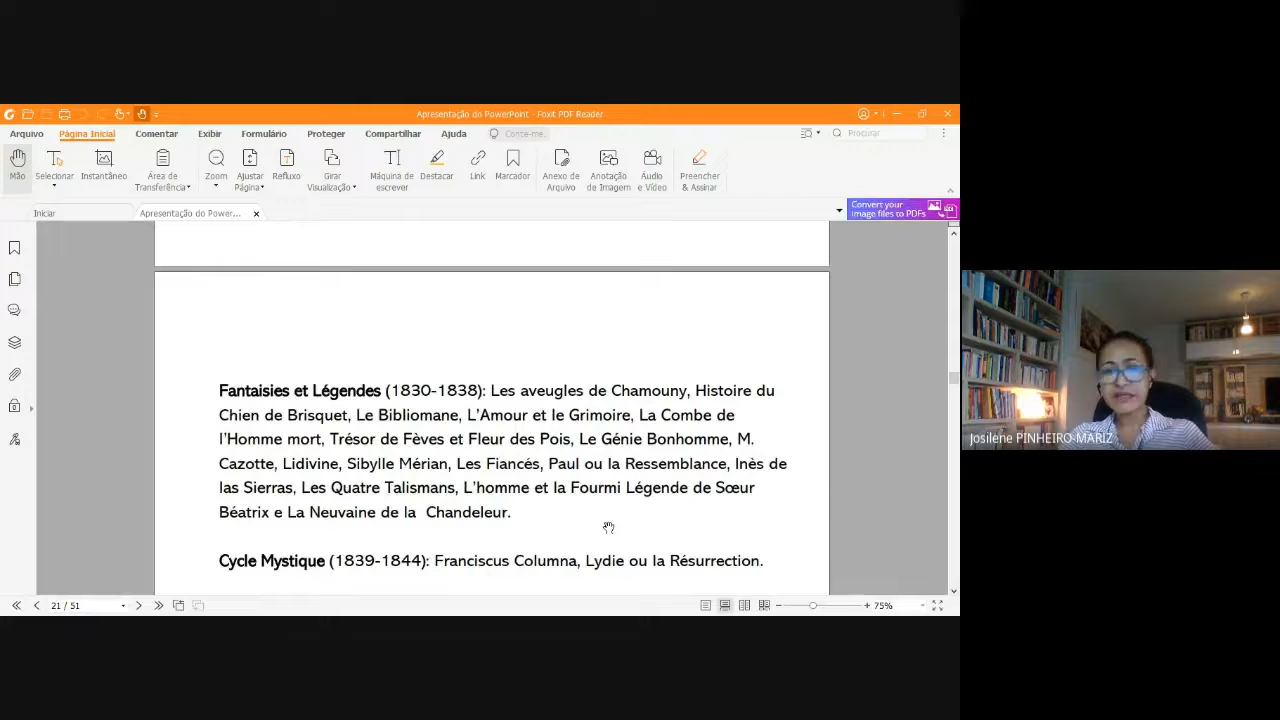 Apresentação do PowerPoint - Foxit PDF Reader
Arquivo Página Inicial Comentar Exibir Formulário Proteger Compartilhar Ajuda Conte-me. Procurar
Mão Selecionar Instantâneo Área de Transferência Zoom Ajustar Página Refluxo Girar Visualização Máquina de escrever Destacar Link Marcador Anexo de Arquivo Anotação de Imagem Áudio e Vídeo Preencher & Assinar
Iniciar Apresentação do Power... Convert your image files to PDFs
Fantaisies et Légendes (1830-1838): Les aveugles de Chamouny, Histoire du
Chien de Brisquet, Le Bibliomane, L'Amour et le Grimoire, La Combe de
l'Homme mort, Trésor de Fèves et Fleur des Pois, Le Génie Bonhomme, M.
Cazotte, Lidivine, Sibylle Mérian, Les Fiancés, Paul ou la Ressemblance, Inès de
las Sierras, Les Quatre Talismans, L'homme et la Fourmi Légende de Sœur
Béatrix e La Neuvaine de la Chandeleur.
Cycle Mystique (1839-1844): Franciscus Columna, Lydie ou la Résurrection.
21 / 51 75%
Josilene PINHEIRO-MARIZ